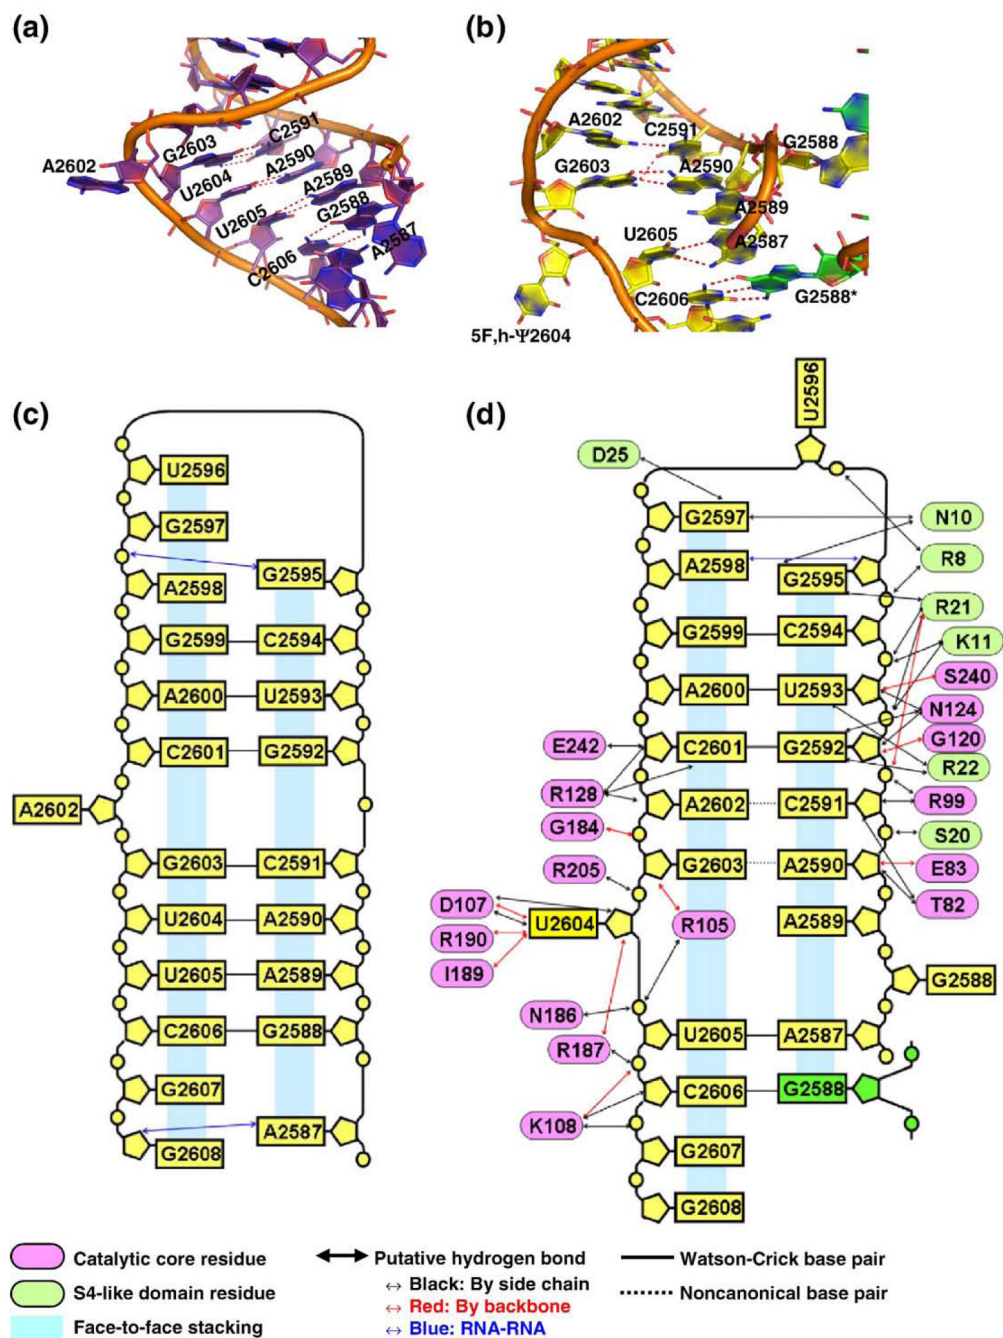 (a)
A2602
G2603
C2591
U2604
A2590
U2605
A2589
G2588
C2606
A2587
(b)
A2602
C2591
G2588
G2603
A2590
A2589
U2605
A2587
C2606
G2588*
5F,h-Ψ2604
(c)
U2596
G2597
G2595
A2598
G2599
C2594
A2600
U2593
C2601
G2592
A2602
G2603
C2591
U2604
A2590
U2605
A2589
C2606
G2588
G2607
A2587
G2608
(d)
U2596
D25
G2597
N10
A2598
G2595
R8
R21
G2599
C2594
K11
A2600
U2593
S240
N124
E242
C2601
G2592
G120
R22
R128
A2602
C2591
R99
G184
S20
R205
G2603
A2590
E83
D107
T82
U2604
R105
A2589
R190
I189
G2588
N186
U2605
A2587
R187
C2606
G2588
K108
G2607
G2608
Catalytic core residue
S4-like domain residue
Face-to-face stacking
Putative hydrogen bond
↔ Black: By side chain
↔ Red: By backbone
↔ Blue: RNA-RNA
Watson-Crick base pair
Noncanonical base pair